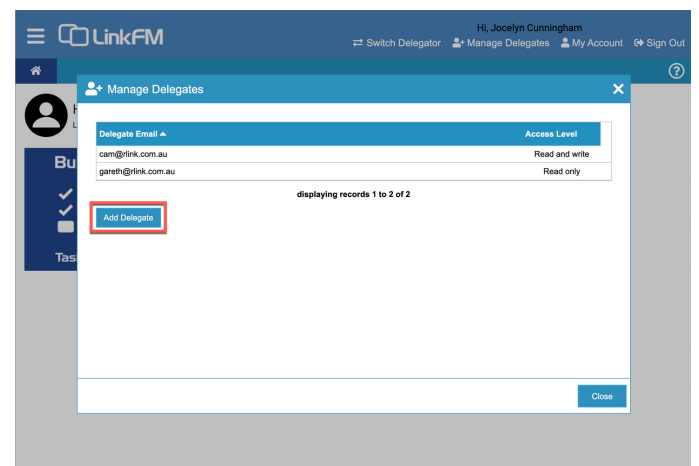 LinkFM
Hi, Jocelyn Cunningham
Switch Delegator Manage Delegates My Account Sign Out
Manage Delegates
Bu
Tas
Delegate Email Access Level
cam@rlink.com.au Read and write
gareth@rlink.com.au Read only
displaying records 1 to 2 of 2
Add Delegate
Close